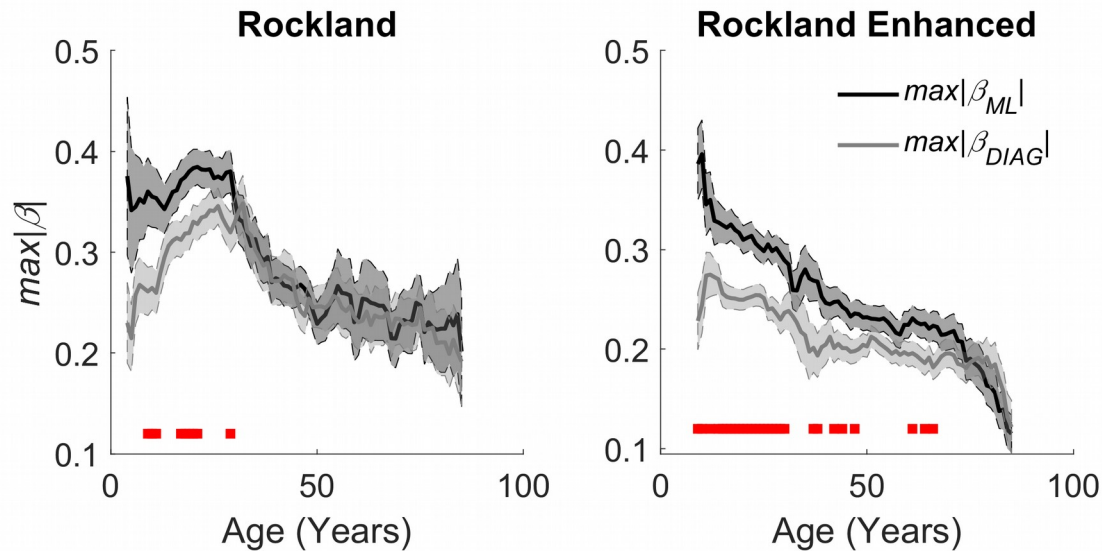 Rockland
0.5
0.4
0.3
0.2
0.1
0
50
100
max|β|
Age (Years)
Rockland Enhanced
0.5
0.4
0.3
0.2
0.1
0
50
100
Age (Years)
max|β_ML|
max|β_DIAG|